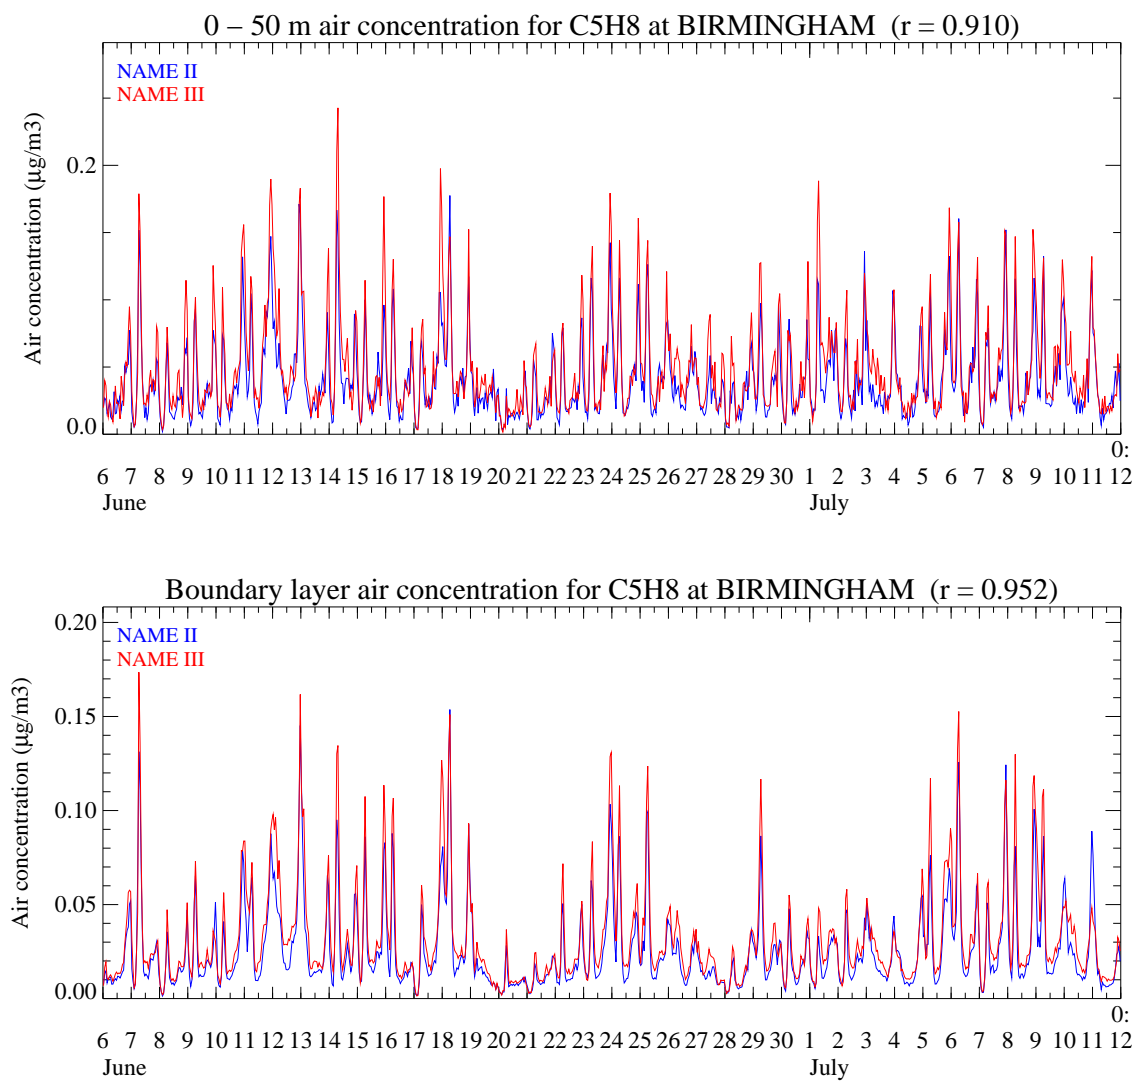 0 – 50 m air concentration for C5H8 at BIRMINGHAM (r = 0.910)
NAME II
NAME III
Air concentration (µg/m3)
0.2
0.0
0:
6 7 8 9 10 11 12 13 14 15 16 17 18 19 20 21 22 23 24 25 26 27 28 29 30 1 2 3 4 5 6 7 8 9 10 11 12
June July
Boundary layer air concentration for C5H8 at BIRMINGHAM (r = 0.952)
NAME II
NAME III
Air concentration (µg/m3)
0.20
0.15
0.10
0.05
0.00
0:
6 7 8 9 10 11 12 13 14 15 16 17 18 19 20 21 22 23 24 25 26 27 28 29 30 1 2 3 4 5 6 7 8 9 10 11 12
June July